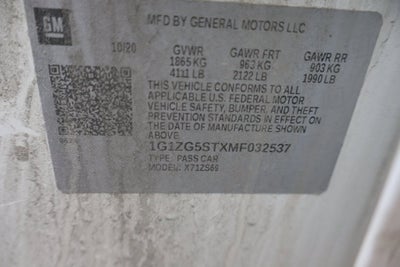 GM
MFD BY GENERAL MOTORS LLC
10/20 GVWR GAWR FRT GAWR RR
1865 KG 963 KG 903 KG
4111 LB 2122 LB 1990 LB
THIS VEHICLE CONFORMS TO ALL
APPLICABLE U.S. FEDERAL MOTOR
VEHICLE SAFETY, BUMPER, AND THEFT
PREVENTION STANDARDS IN EFFECT ON
THE DATE OF MANUFACTURE SHOWN
ABOVE.
1G1ZG5STXMF032537
TYPE: PASS CAR
MODEL: X71ZS69